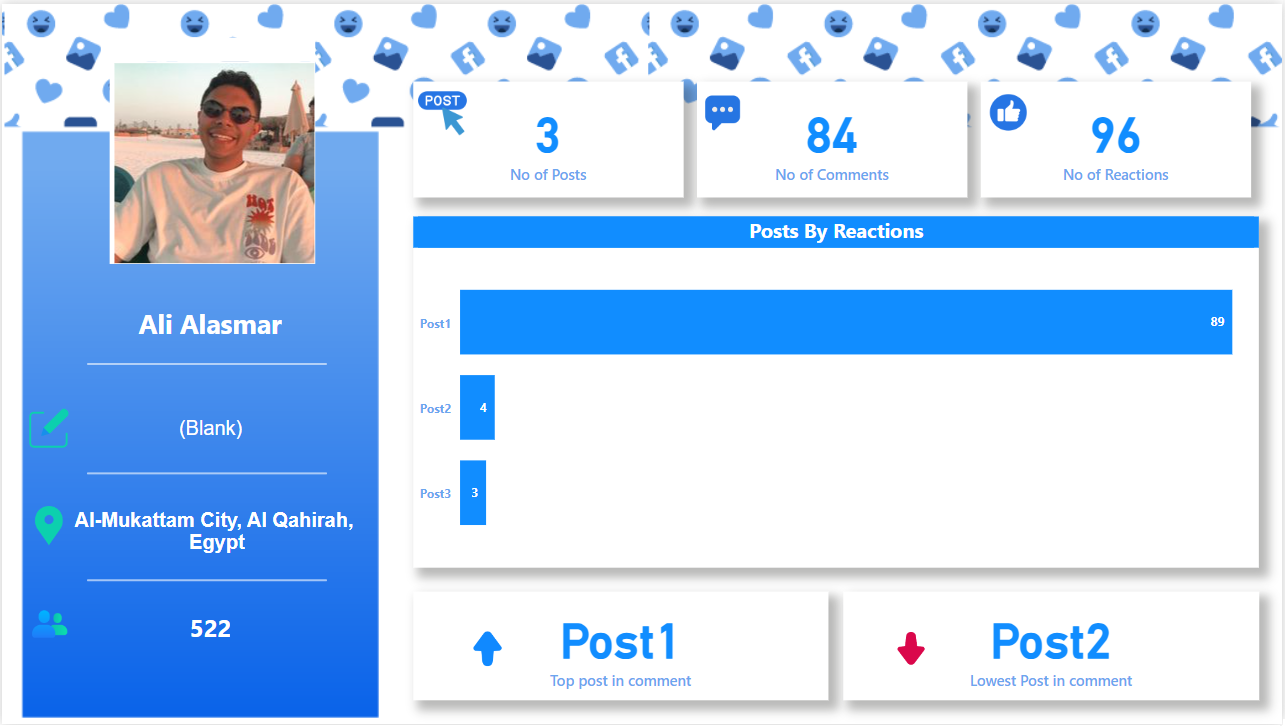 Ali Alasmar
(Blank)
Al-Mukattam City, Al Qahirah,
Egypt
522
POST
3
No of Posts
84
No of Comments
96
No of Reactions
Posts By Reactions
Post1
89
Post2
4
Post3
3
Post1
Top post in comment
Post2
Lowest Post in comment